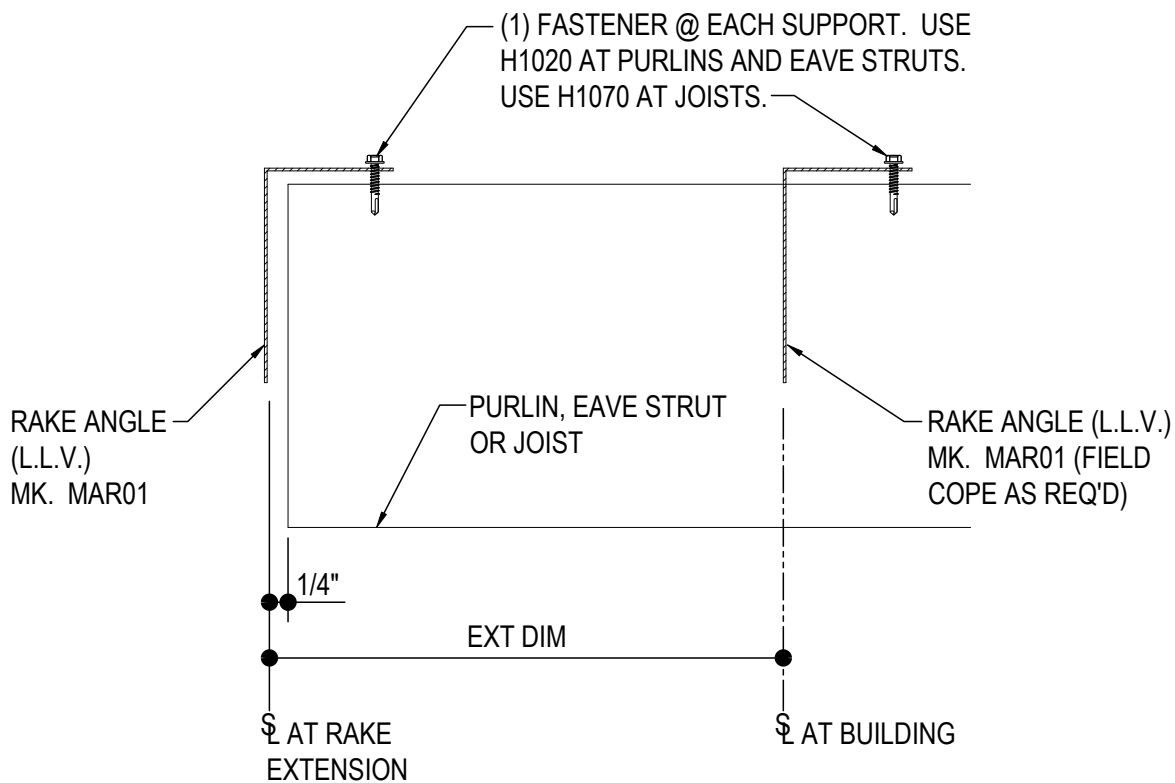 (1) FASTENER @ EACH SUPPORT.  USE
H1020 AT PURLINS AND EAVE STRUTS.
USE H1070 AT JOISTS.
RAKE ANGLE
(L.L.V.)
MK.  MAR01
PURLIN, EAVE STRUT
OR JOIST
RAKE ANGLE (L.L.V.)
MK.  MAR01 (FIELD
COPE AS REQ'D)
1/4"
EXT DIM
SL AT RAKE
EXTENSION
SL AT BUILDING